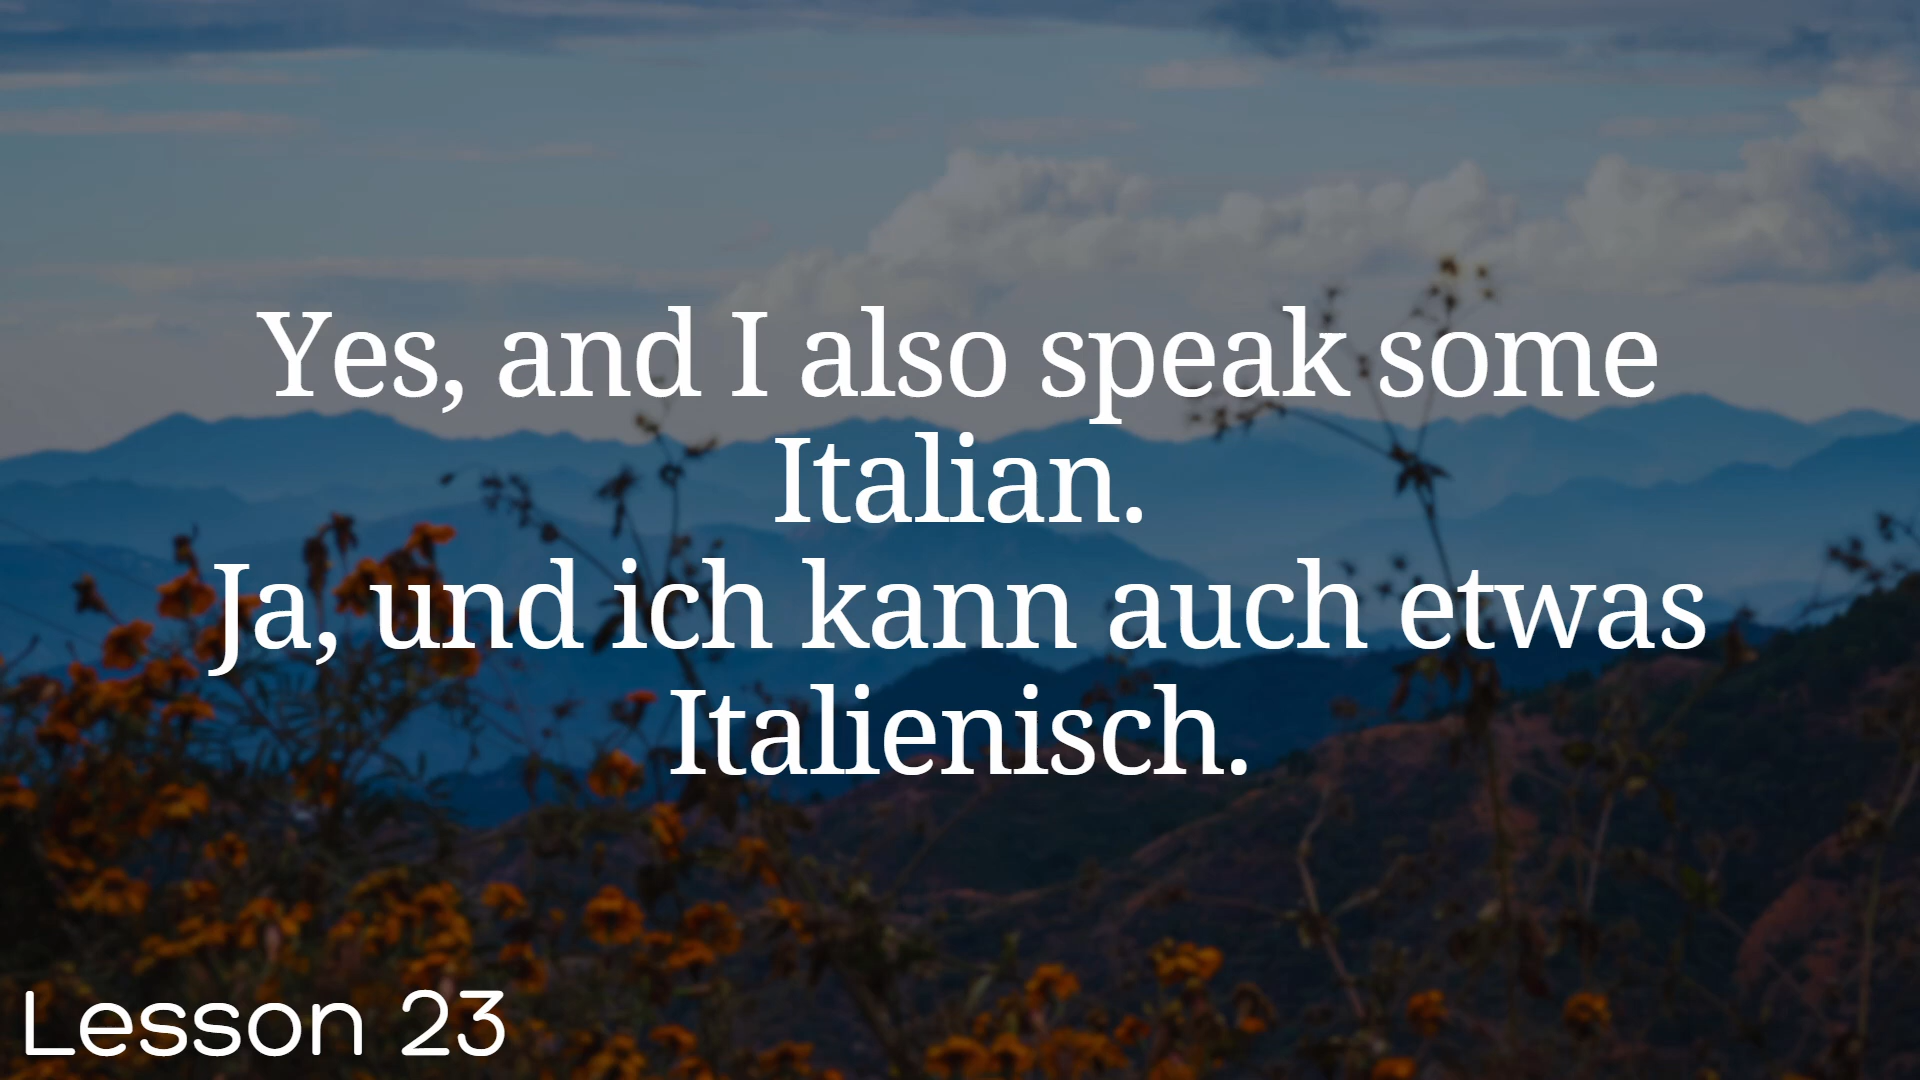 Yes, and I also speak some
Italian.
Ja, und ich kann auch etwas
Italienisch.
Lesson 23